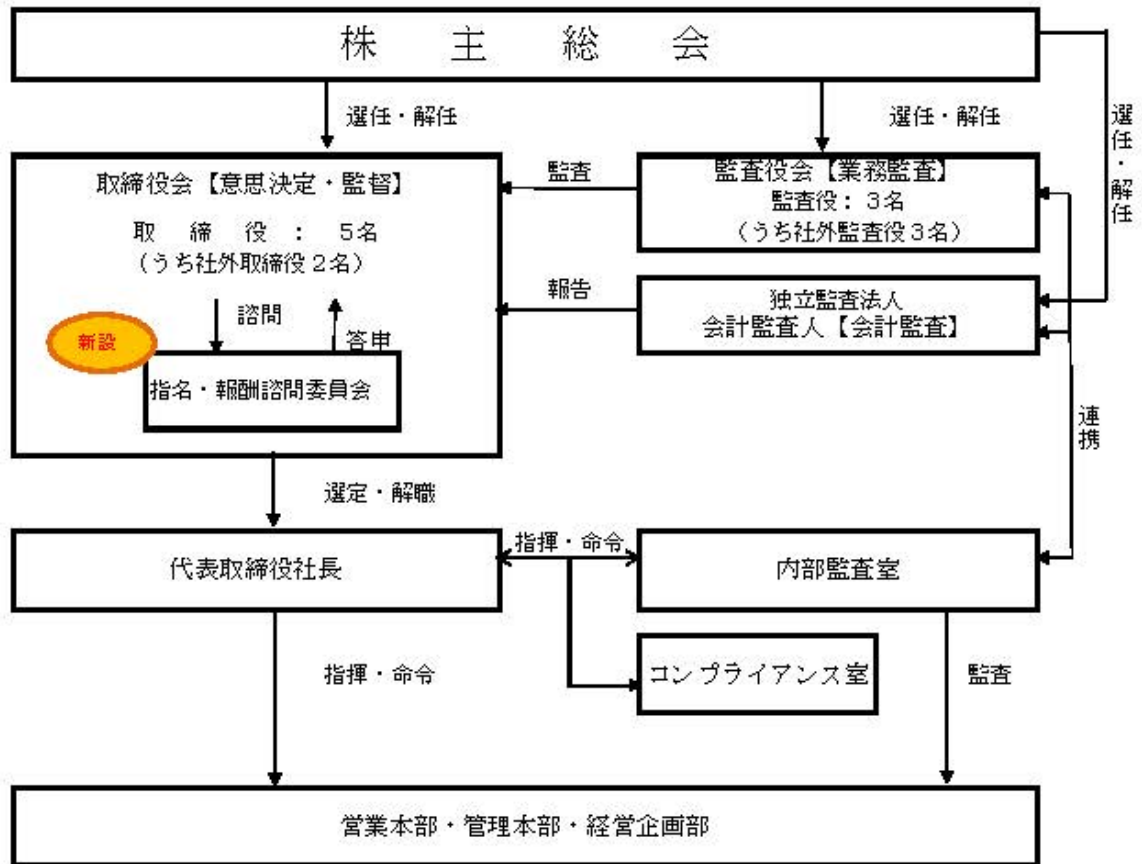 株 主 総 会
選任・解任
選任・解任
選任・解任
取締役会【意思決定・監督】
取 締 役 : 5名
(うち社外取締役2名)
諮問
答申
新設
指名・報酬諮問委員会
監査
監査役会【業務監査】
監査役:3名
(うち社外監査役3名)
報告
独立監査法人
会計監査人【会計監査】
連携
選定・解職
代表取締役社長
指揮・命令
内部監査室
コンプライアンス室
指揮・命令
監査
営業本部・管理本部・経営企画部